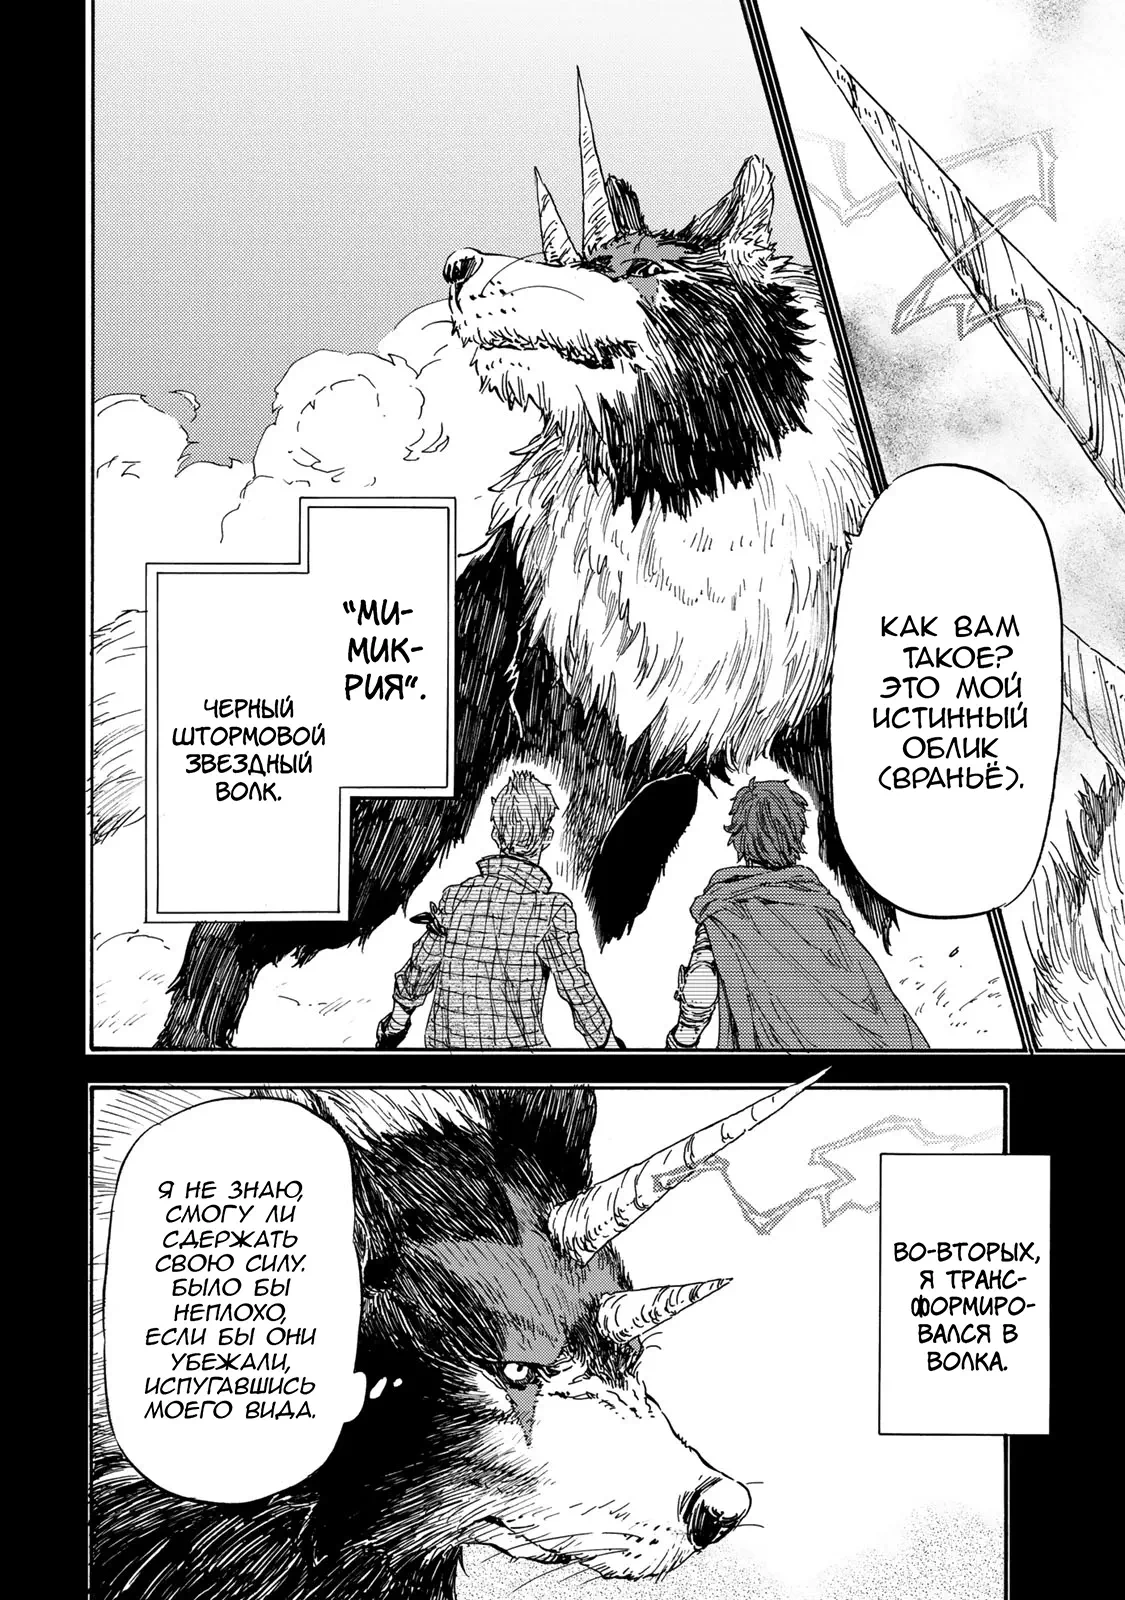 КАК ВАМ
ТАКОЕ?
ЭТО МОЙ
ИСТИННЫЙ
ОБЛИК
(ВРАНЬЁ).
"МИ-
МИК-
РИЯ".
ЧЕРНЫЙ
ШТОРМОВОЙ
ЗВЕЗДНЫЙ
ВОЛК.
ВО-ВТОРЫХ,
Я ТРАНС-
ФОРМИРО-
ВАЛСЯ В
ВОЛКА.
Я НЕ ЗНАЮ,
СМОГУ ЛИ
СДЕРЖАТЬ
СВОЮ СИЛУ.
БЫЛО БЫ
НЕПЛОХО,
ЕСЛИ БЫ ОНИ
УБЕЖАЛИ,
ИСПУГАВШИСЬ
МОЕГО ВИДА.